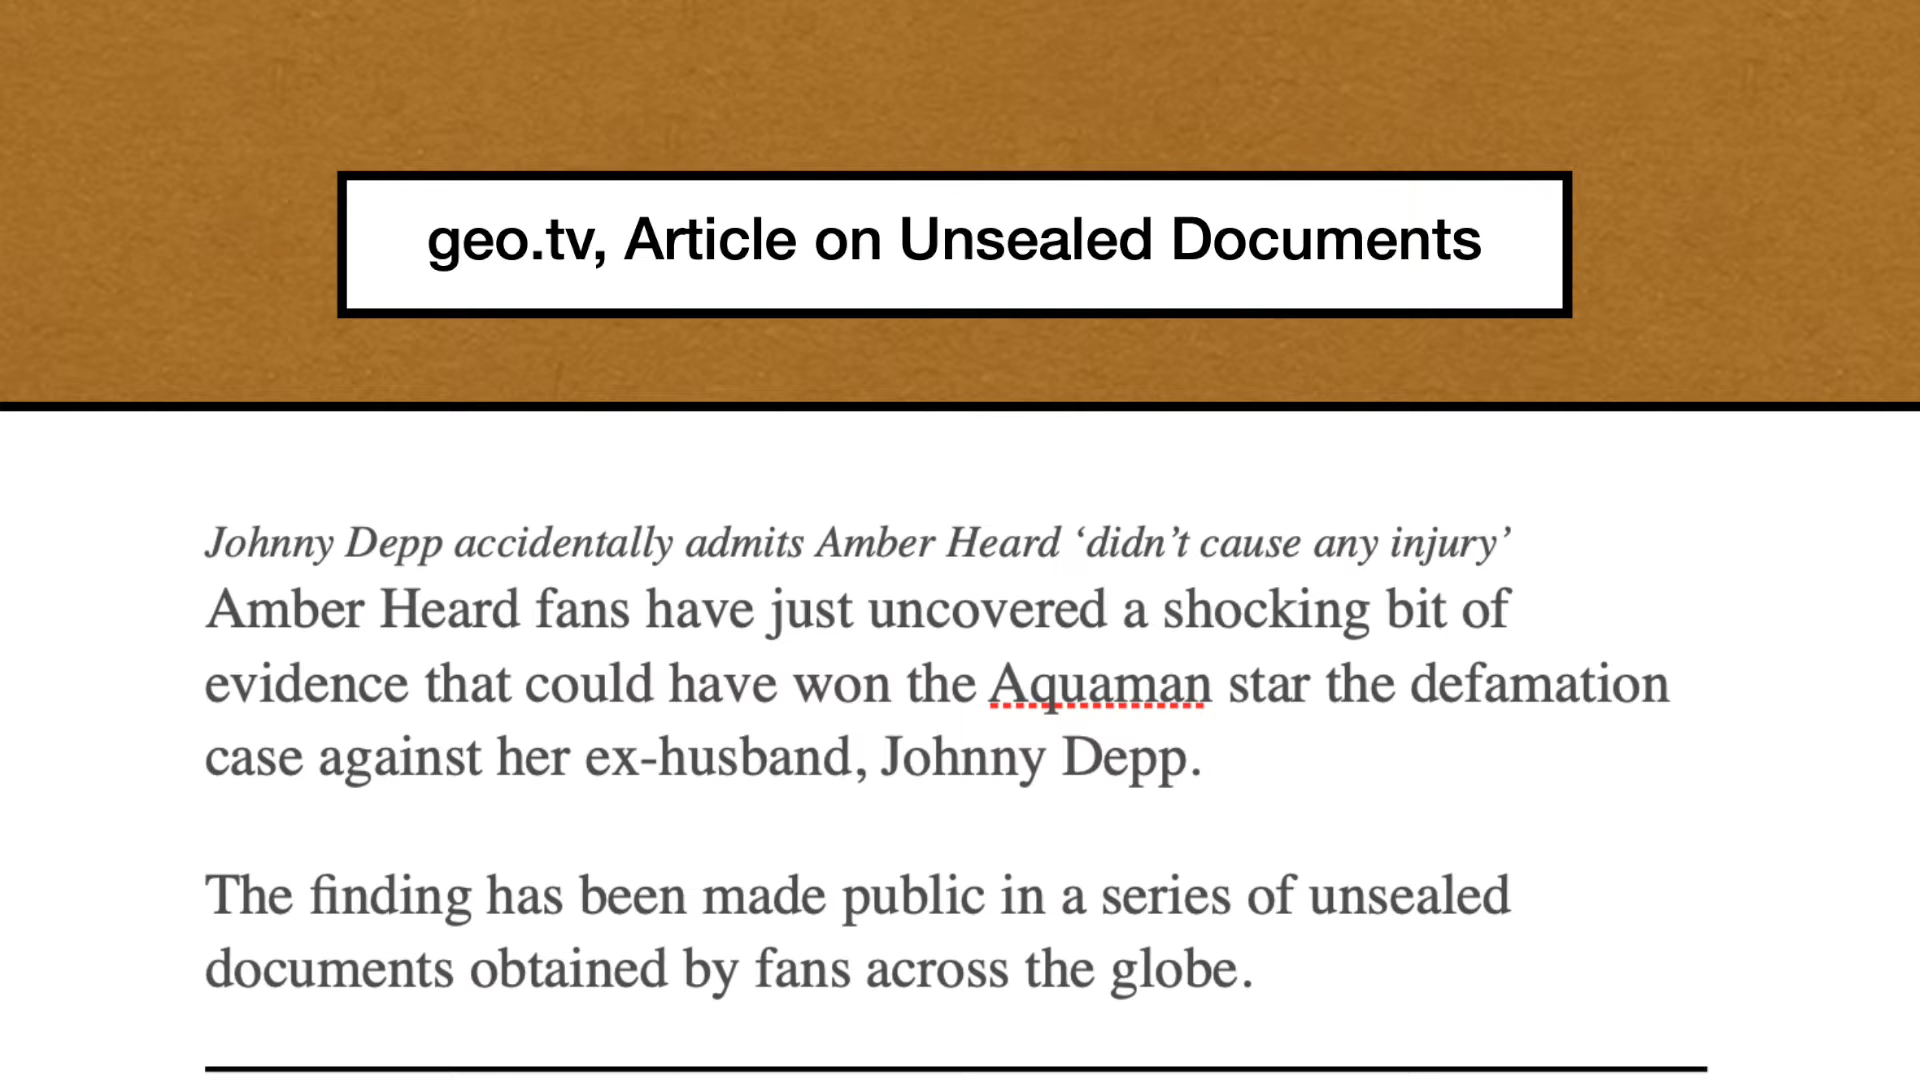 geo.tv, Article on Unsealed Documents
Johnny Depp accidentally admits Amber Heard ‘didn’t cause any injury’
Amber Heard fans have just uncovered a shocking bit of
evidence that could have won the Aquaman star the defamation
case against her ex-husband, Johnny Depp.
The finding has been made public in a series of unsealed
documents obtained by fans across the globe.